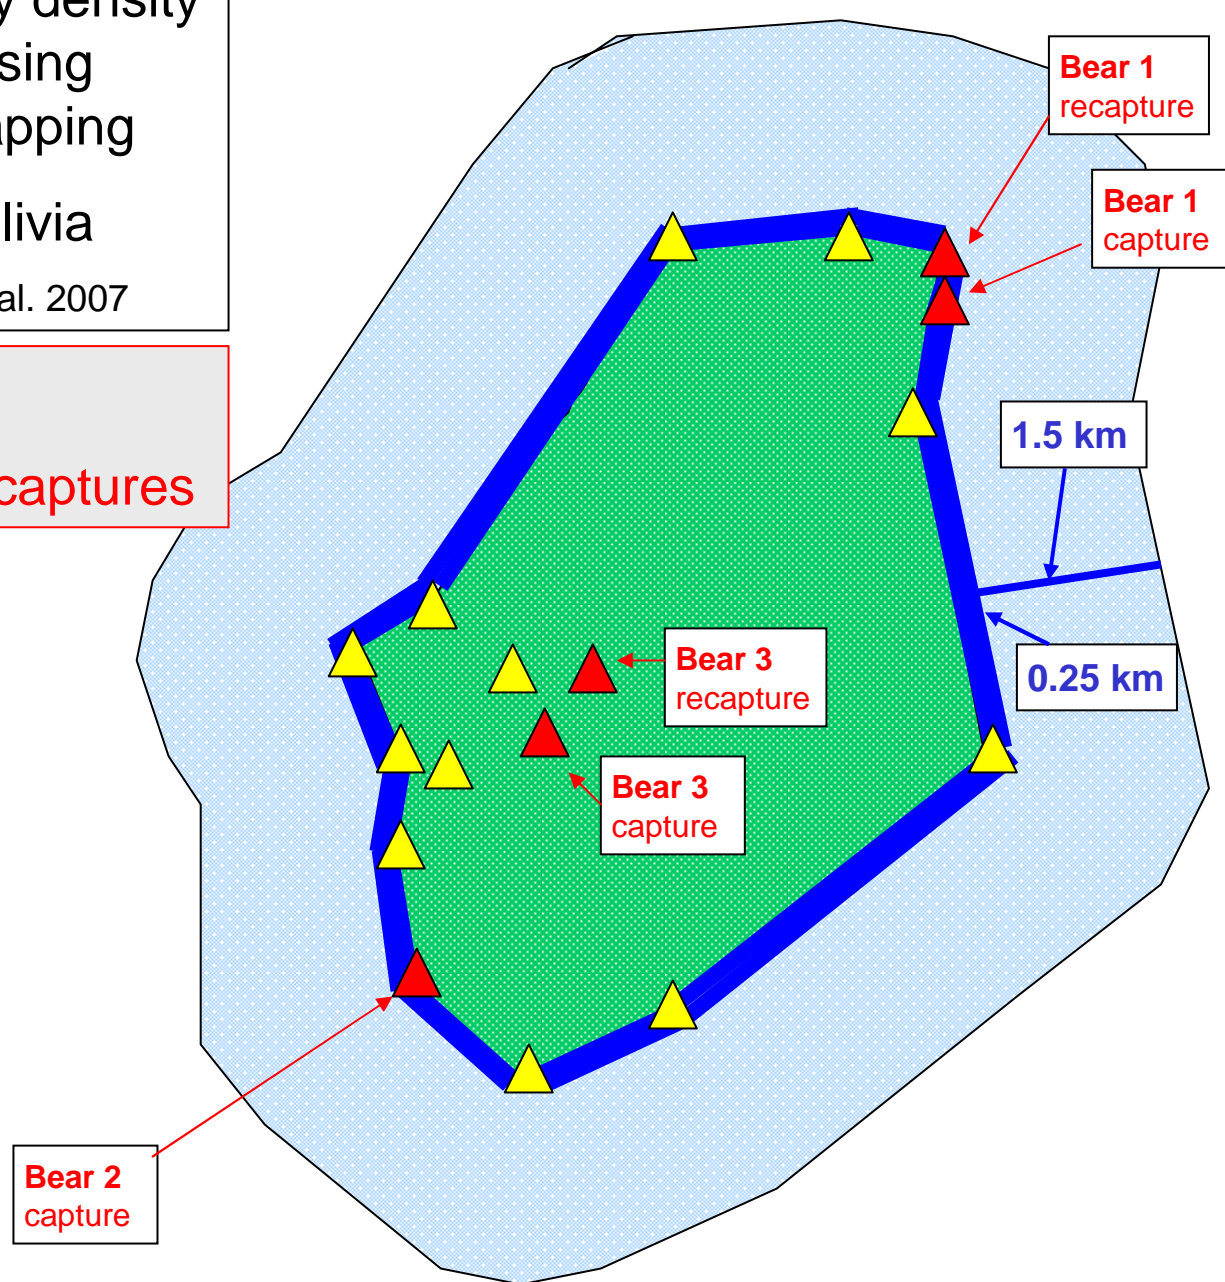 density
sing
apping
livia
al. 2007
captures
Bear 1
recapture
Bear 1
capture
1.5 km
0.25 km
Bear 3
recapture
Bear 3
capture
Bear 2
capture